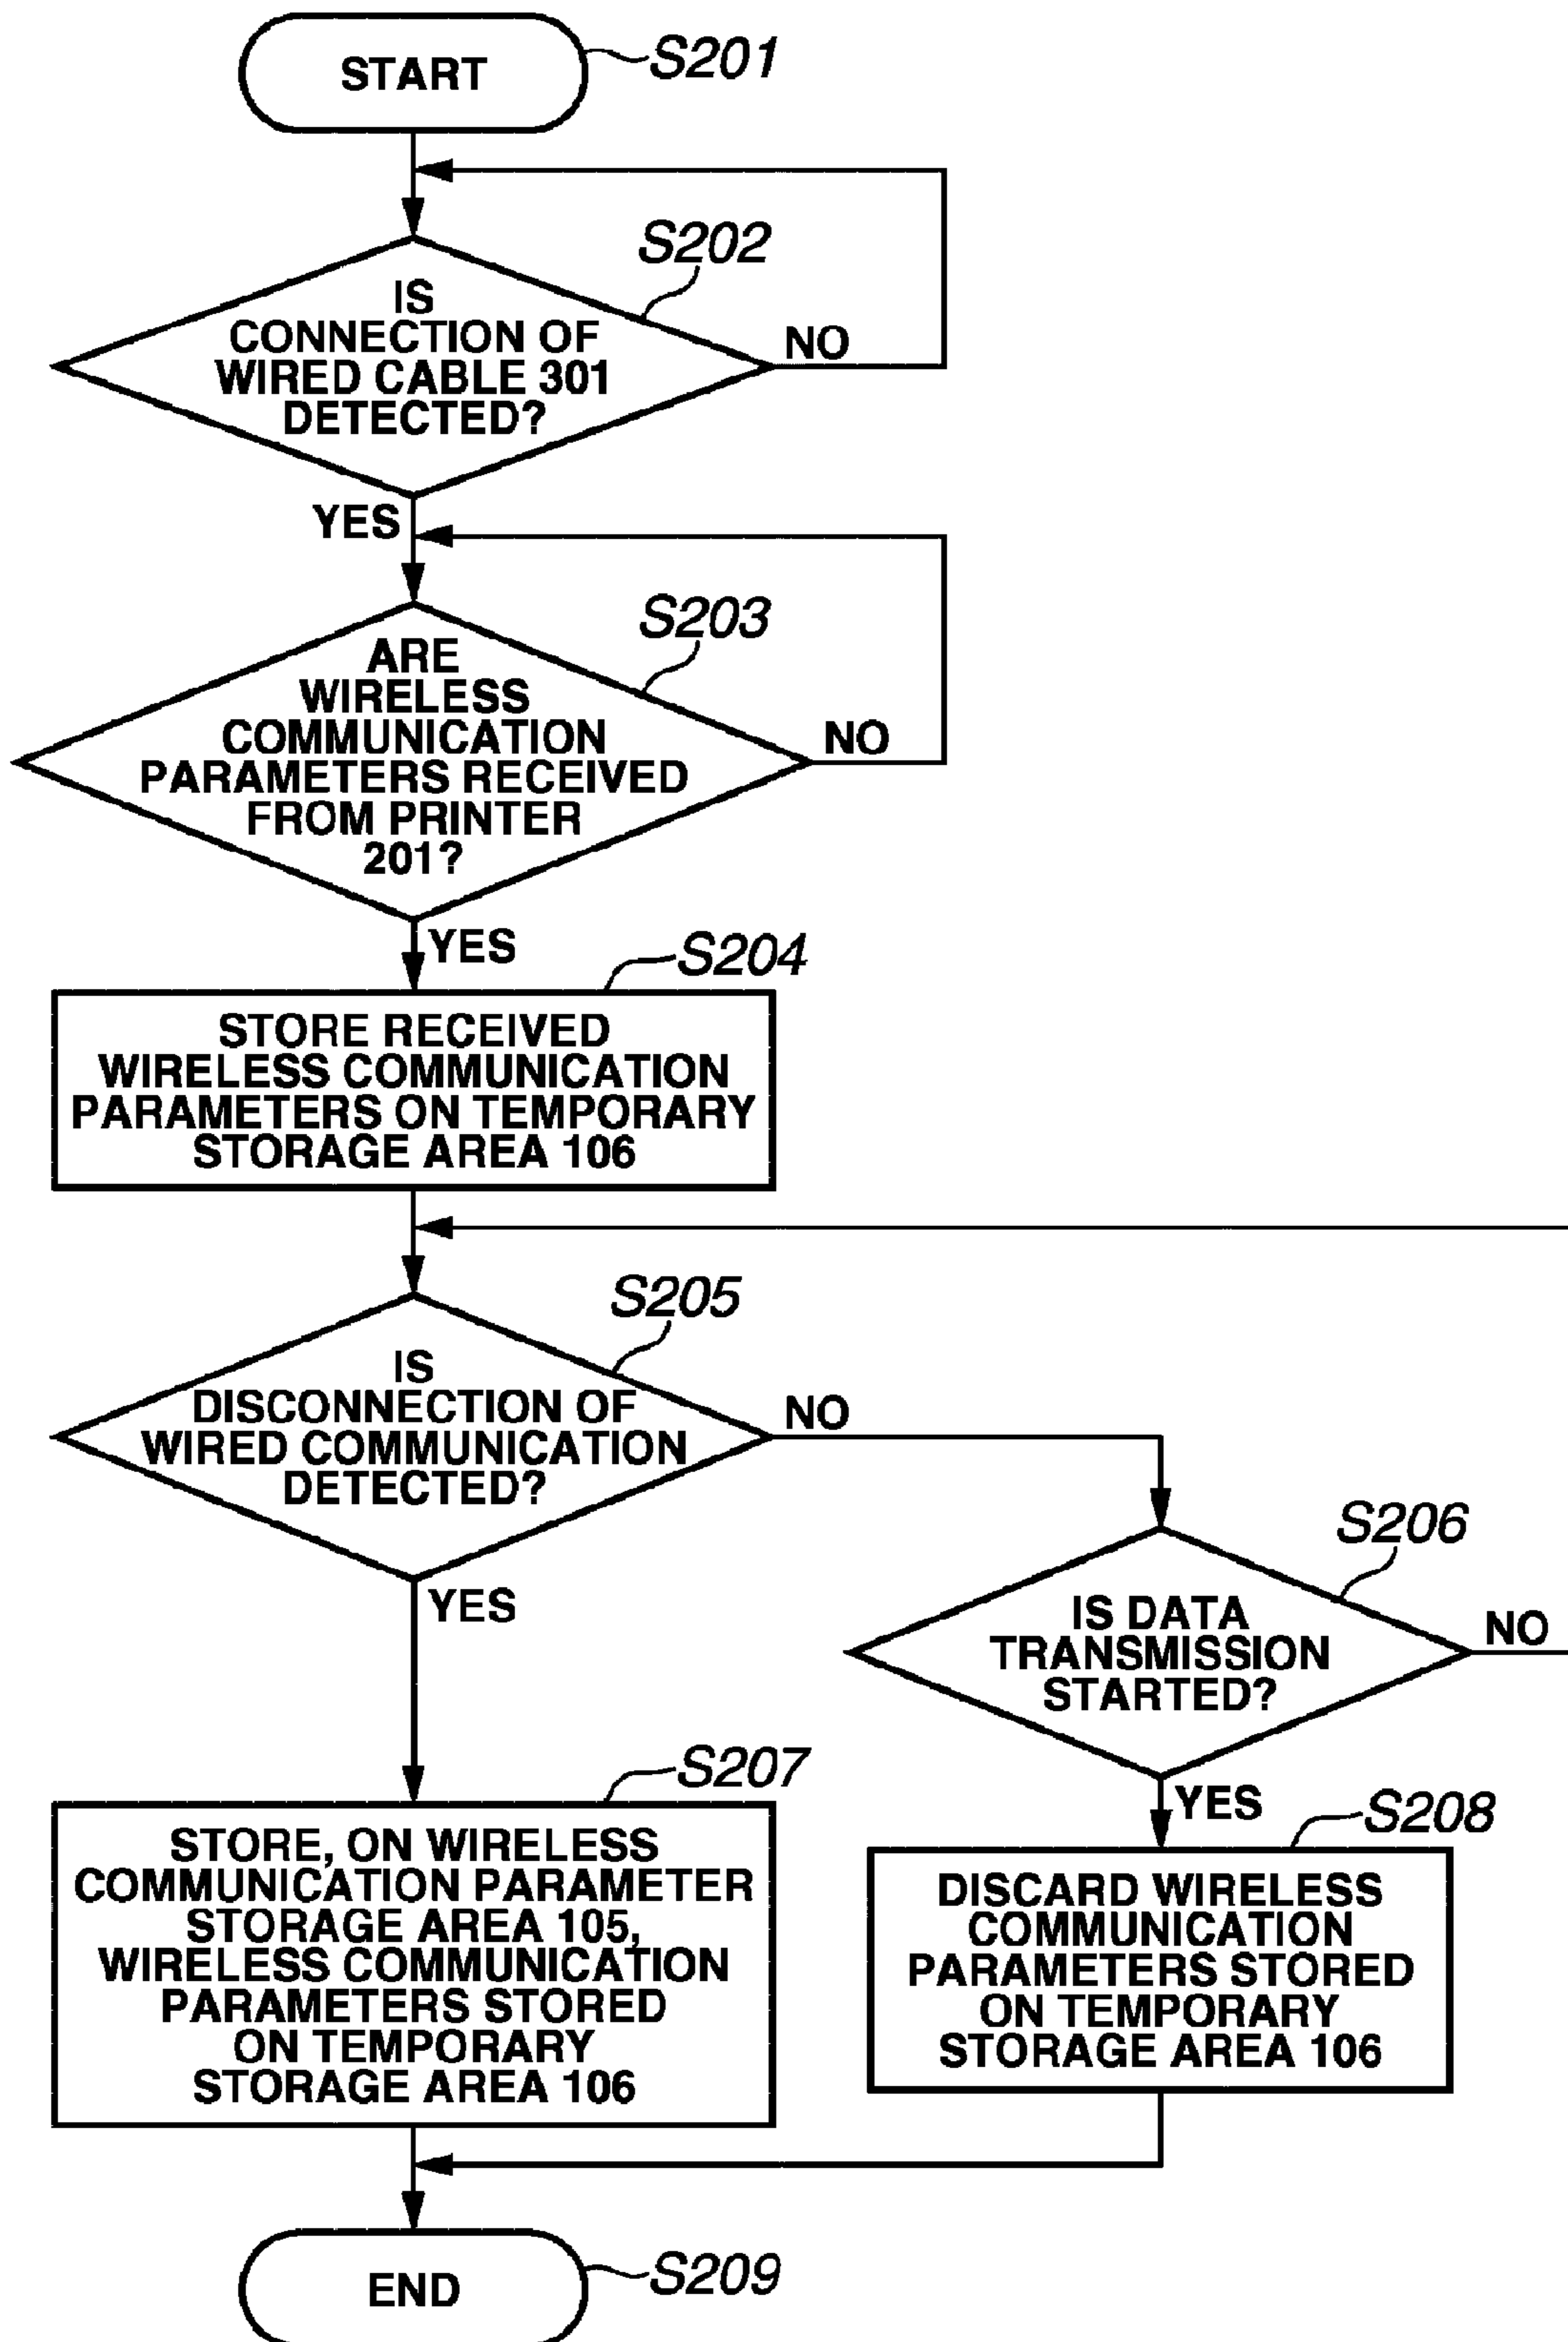 START
S201
S202
IS
CONNECTION OF
WIRED CABLE 301
DETECTED?
NO
YES
S203
ARE
WIRELESS
COMMUNICATION
PARAMETERS RECEIVED
FROM PRINTER
201?
NO
YES
S204
STORE RECEIVED
WIRELESS COMMUNICATION
PARAMETERS ON TEMPORARY
STORAGE AREA 106
S205
IS
DISCONNECTION OF
WIRED COMMUNICATION
DETECTED?
NO
YES
S206
IS DATA
TRANSMISSION
STARTED?
NO
YES
S207
STORE, ON WIRELESS
COMMUNICATION PARAMETER
STORAGE AREA 105,
WIRELESS COMMUNICATION
PARAMETERS STORED
ON TEMPORARY
STORAGE AREA 106
S208
DISCARD WIRELESS
COMMUNICATION
PARAMETERS STORED
ON TEMPORARY
STORAGE AREA 106
END
S209